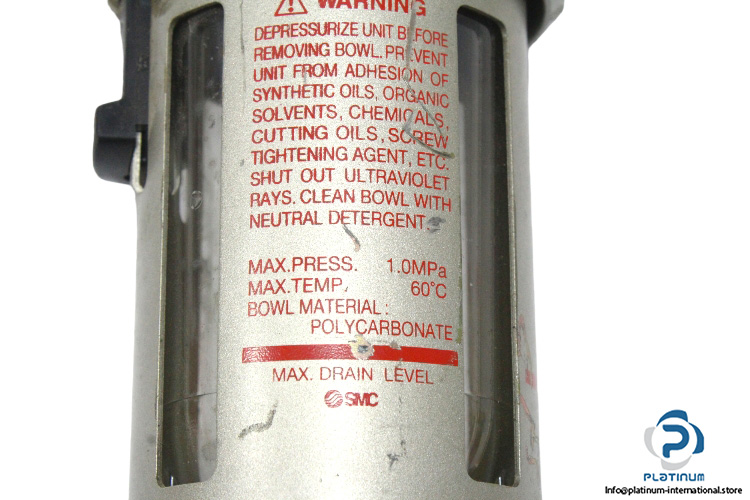 ⚠ WARNING
DEPRESSURIZE UNIT BEFORE
REMOVING BOWL. PREVENT
UNIT FROM ADHESION OF
SYNTHETIC OILS, ORGANIC
SOLVENTS, CHEMICALS,
CUTTING OILS, SCREW
TIGHTENING AGENT, ETC.
SHUT OUT ULTRAVIOLET
RAYS. CLEAN BOWL WITH
NEUTRAL DETERGENT.
MAX.PRESS. 1.0MPa
MAX.TEMP. 60°C
BOWL MATERIAL:
POLYCARBONATE
MAX. DRAIN LEVEL
SMC
PLATINUM
Info@platinum-international.store